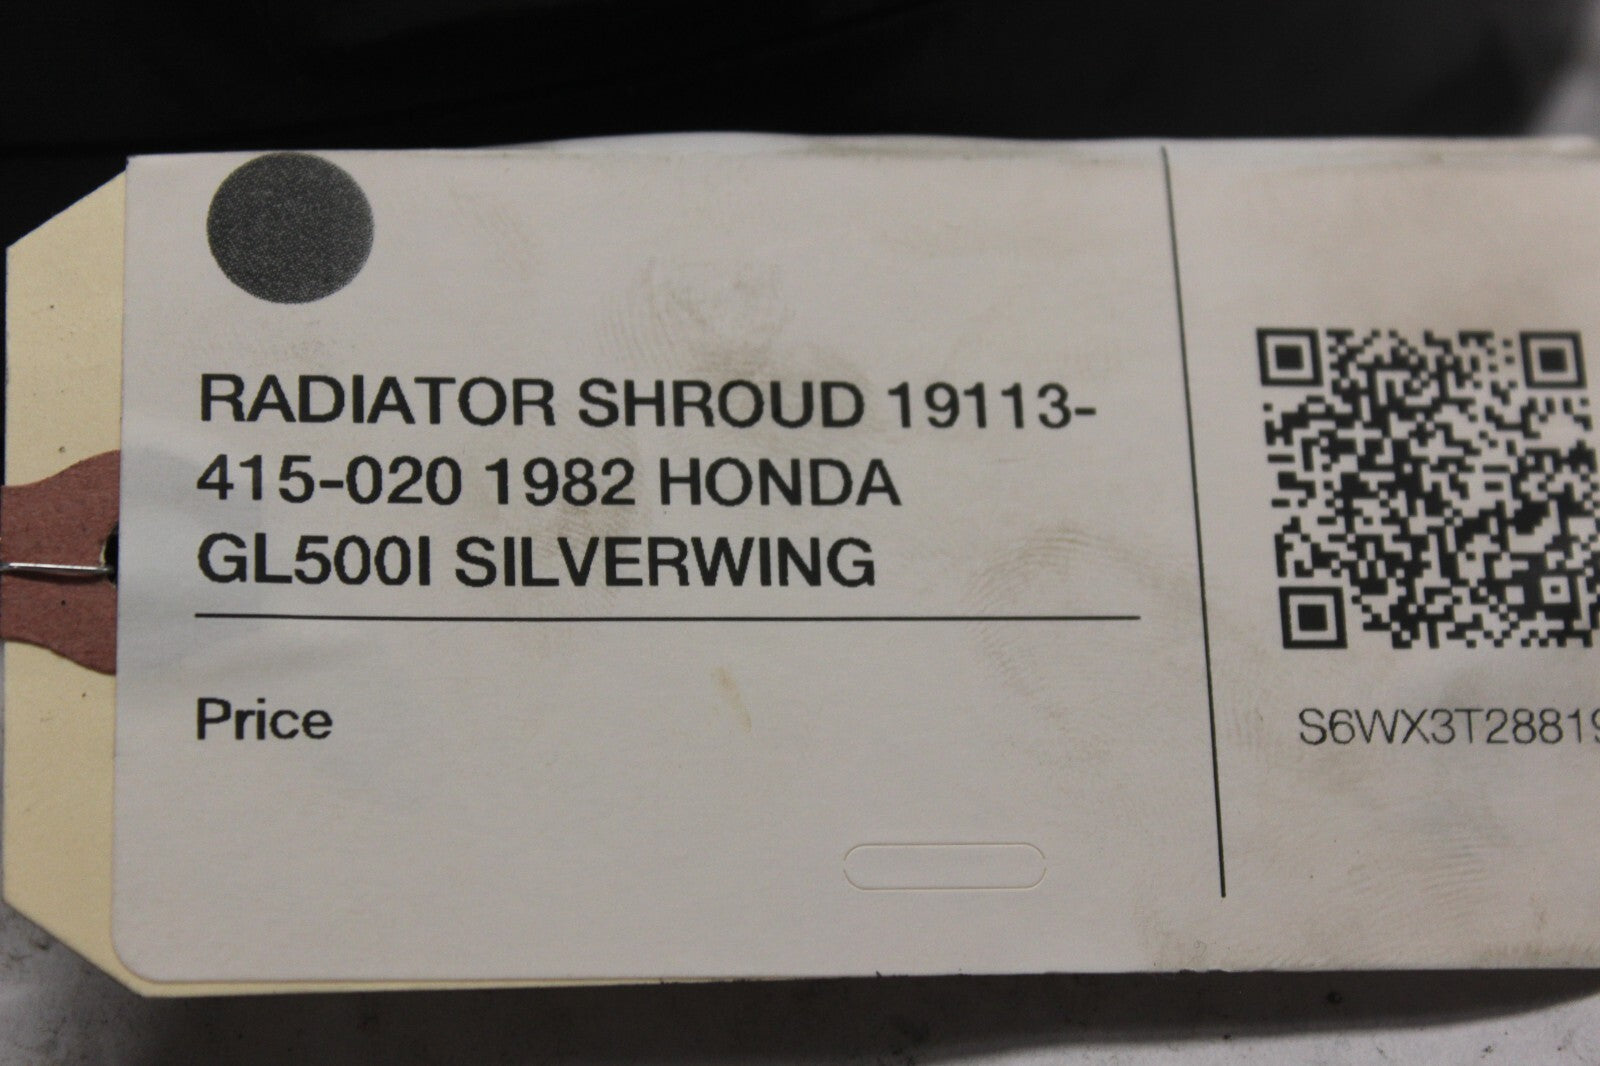 RADIATOR SHROUD 19113-
415-020 1982 HONDA
GL500I SILVERWING
Price
S6WX3T2881